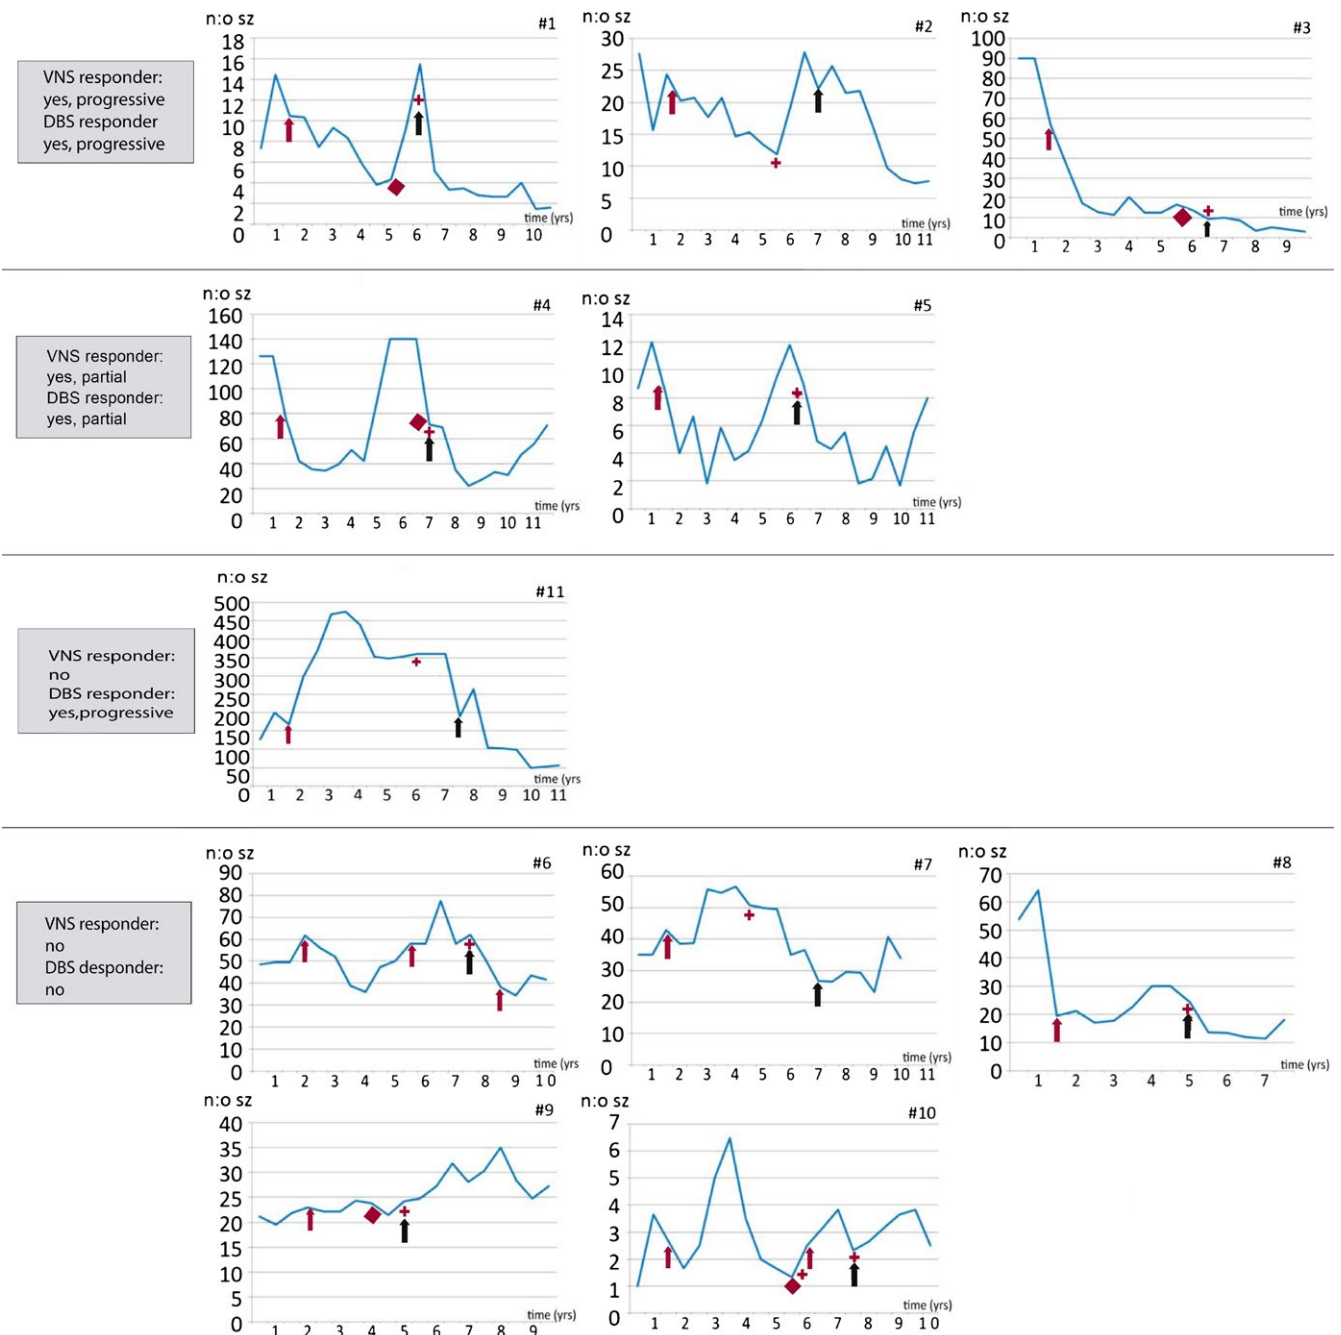 n:o sz
#1
18
16
14
12
10
8
6
4
2
0
1 2 3 4 5 6 7 8 9 10
time (yrs)
n:o sz
#2
30
25
20
15
10
5
0
1 2 3 4 5 6 7 8 9 10 11
n:o sz
#3
100
90
80
70
60
50
40
30
20
10
0
1 2 3 4 5 6 7 8 9
time (yrs)
VNS responder:
yes, progressive
DBS responder
yes, progressive
n:o sz
#4
160
140
120
100
80
60
40
20
0
1 2 3 4 5 6 7 8 9 10 11
time (yrs
n:o sz
#5
14
12
10
8
6
4
2
0
1 2 3 4 5 6 7 8 9 10 11
time (yrs)
VNS responder:
yes, partial
DBS responder:
yes, partial
n:o sz
#11
500
450
400
350
300
250
200
150
100
50
0
1 2 3 4 5 6 7 8 9 10 11
time (yrs
VNS responder:
no
DBS responder:
yes,progressive
n:o sz
#6
90
80
70
60
50
40
30
20
10
0
1 2 3 4 5 6 7 8 9 10
time (yrs)
n:o sz
#7
60
50
40
30
20
10
0
1 2 3 4 5 6 7 8 9 10 11
time (yrs)
n:o sz
#8
70
60
50
40
30
20
10
0
1 2 3 4 5 6 7
time (yrs)
VNS responder:
no
DBS desponder:
no
n:o sz
#9
40
35
30
25
20
15
10
5
0
1 2 3 4 5 6 7 8 9
time (yrs)
n:o sz
#10
7
6
5
4
3
2
1
0
1 2 3 4 5 6 7 8 9 10
time (yrs)